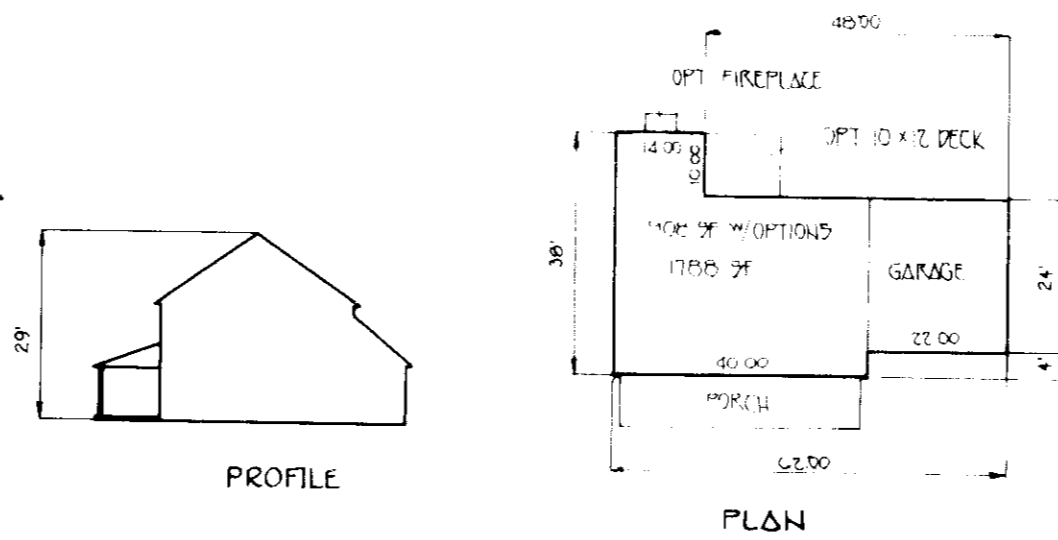 48.00
OPT FIREPLACE
OPT 10 x 12 DECK
14.00
10.00
38'
W/OPTIONS
1788 SF
GARAGE
24'
22.00
4'
40.00
PORCH
62.00
PLAN
29'
PROFILE